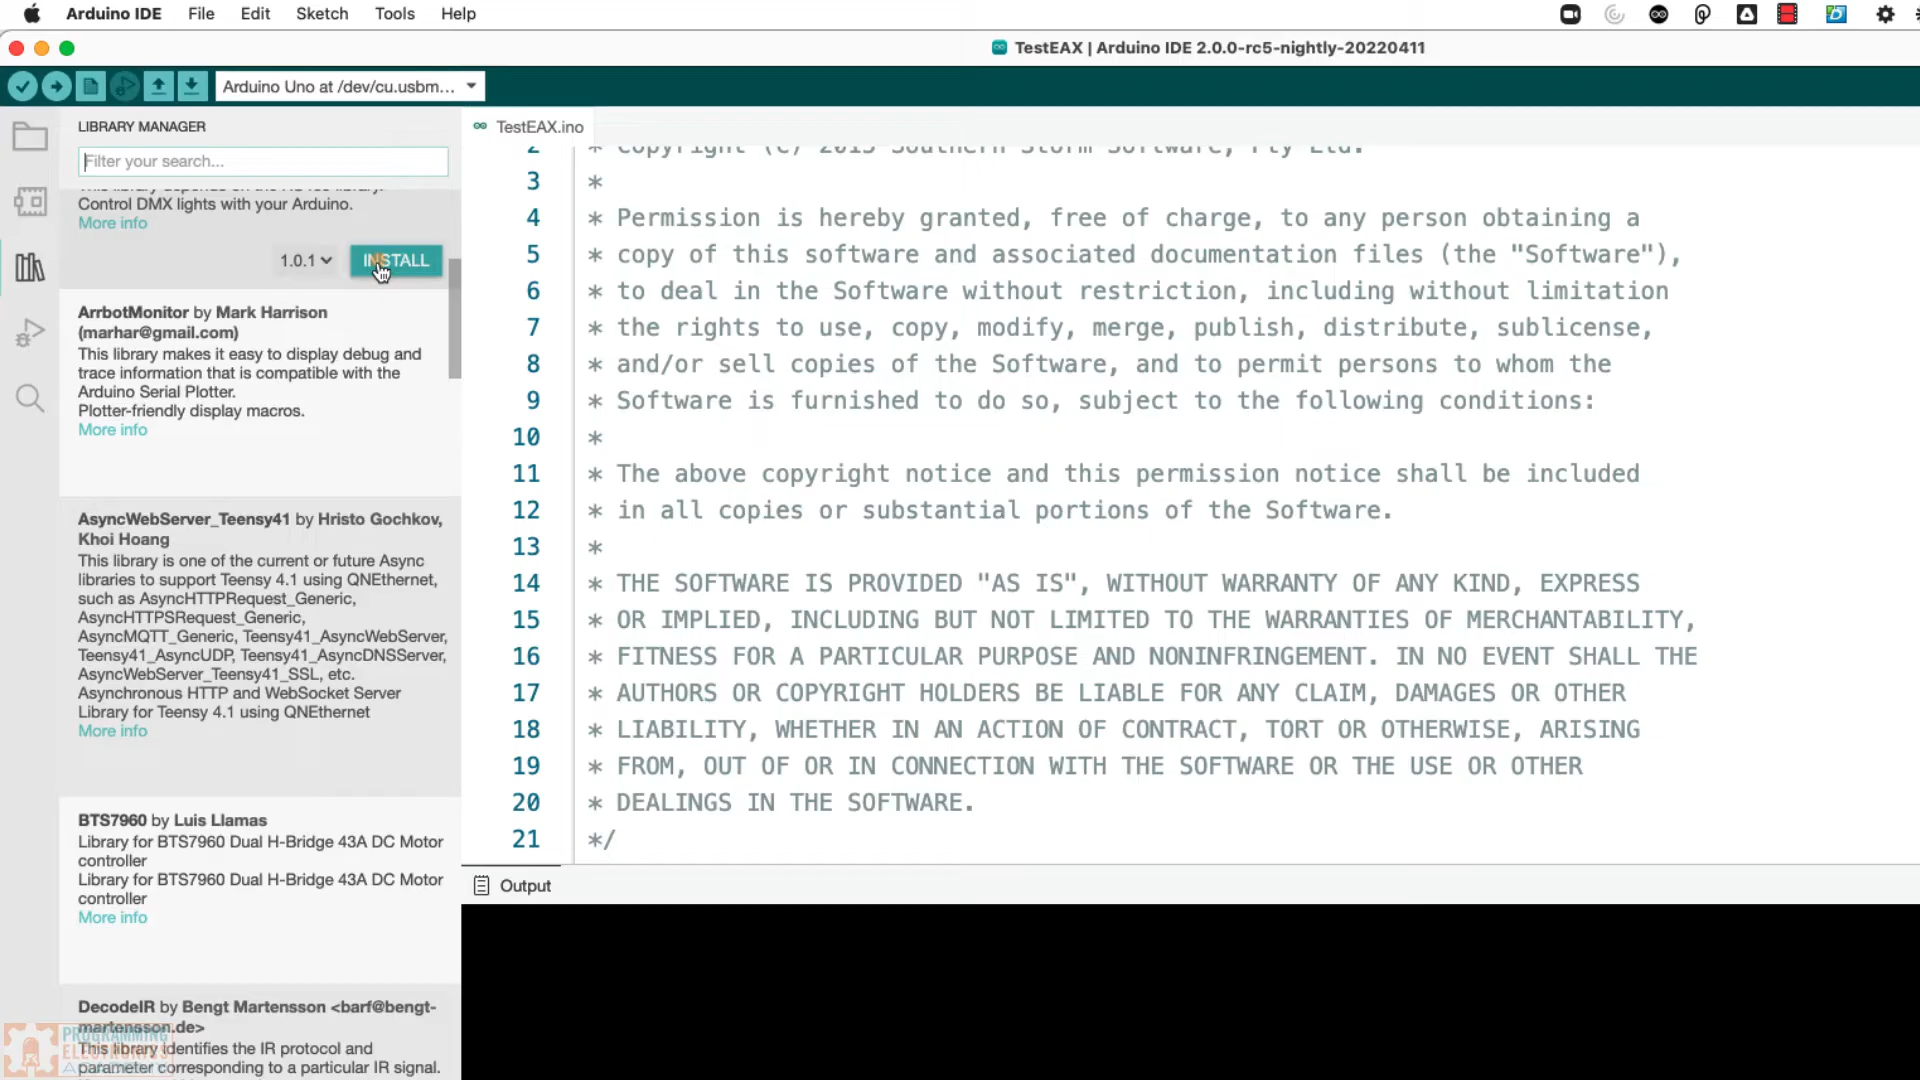 Arduino IDE File Edit Sketch Tools Help
TestEAX | Arduino IDE 2.0.0-rc5-nightly-20220411
Arduino Uno at /dev/cu.usbm...
LIBRARY MANAGER
Filter your search...
This library depends on the
library.
Control DMX lights with your Arduino.
More info
1.0.1
INSTALL
ArrbotMonitor by Mark Harrison
(marhar@gmail.com)
This library makes it easy to display debug and
trace information that is compatible with the
Arduino Serial Plotter.
Plotter-friendly display macros.
More info
AsyncWebServer_Teensy41 by Hristo Gochkov,
Khoi Hoang
This library is one of the current or future Async
libraries to support Teensy 4.1 using QNEthernet,
such as AsyncHTTPRequest_Generic,
AsyncHTTPSRequest_Generic,
AsyncMQTT_Generic, Teensy41_AsyncWebServer,
Teensy41_AsyncUDP, Teensy41_AsyncDNSServer,
AsyncWebServer_Teensy41_SSL, etc.
Asynchronous HTTP and WebSocket Server
Library for Teensy 4.1 using QNEthernet
More info
BTS7960 by Luis Llamas
Library for BTS7960 Dual H-Bridge 43A DC Motor
controller
Library for BTS7960 Dual H-Bridge 43A DC Motor
controller
More info
DecodeIR by Bengt Martensson <barf@bengt-
martensson.de>
This library identifies the IR protocol and
parameter corresponding to a particular IR signal.
PROGRAMMING
ELECTRONICS
ACADEMY
TestEAX.ino
2 * Copyright (C) 2015 Southern Storm Software, Pty Ltd.
3 *
4 * Permission is hereby granted, free of charge, to any person obtaining a
5 * copy of this software and associated documentation files (the "Software"),
6 * to deal in the Software without restriction, including without limitation
7 * the rights to use, copy, modify, merge, publish, distribute, sublicense,
8 * and/or sell copies of the Software, and to permit persons to whom the
9 * Software is furnished to do so, subject to the following conditions:
10 *
11 * The above copyright notice and this permission notice shall be included
12 * in all copies or substantial portions of the Software.
13 *
14 * THE SOFTWARE IS PROVIDED "AS IS", WITHOUT WARRANTY OF ANY KIND, EXPRESS
15 * OR IMPLIED, INCLUDING BUT NOT LIMITED TO THE WARRANTIES OF MERCHANTABILITY,
16 * FITNESS FOR A PARTICULAR PURPOSE AND NONINFRINGEMENT. IN NO EVENT SHALL THE
17 * AUTHORS OR COPYRIGHT HOLDERS BE LIABLE FOR ANY CLAIM, DAMAGES OR OTHER
18 * LIABILITY, WHETHER IN AN ACTION OF CONTRACT, TORT OR OTHERWISE, ARISING
19 * FROM, OUT OF OR IN CONNECTION WITH THE SOFTWARE OR THE USE OR OTHER
20 * DEALINGS IN THE SOFTWARE.
21 */
Output